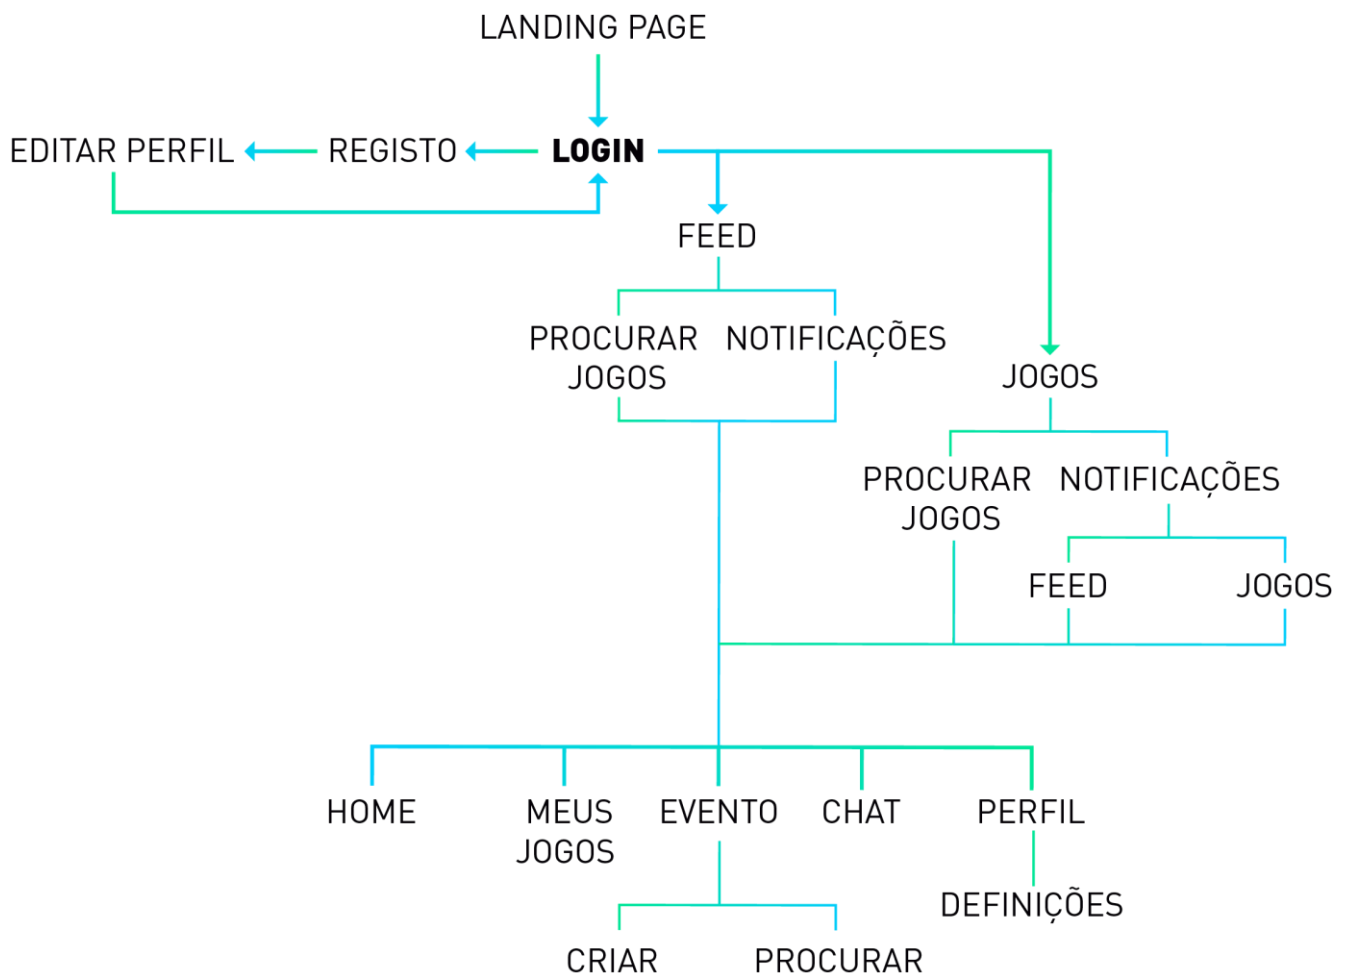 LANDING PAGE
EDITAR PERFIL
REGISTO
LOGIN
FEED
PROCURAR
JOGOS
NOTIFICAÇÕES
JOGOS
PROCURAR
JOGOS
NOTIFICAÇÕES
FEED
JOGOS
HOME
MEUS
JOGOS
EVENTO
CHAT
PERFIL
DEFINIÇÕES
CRIAR
PROCURAR